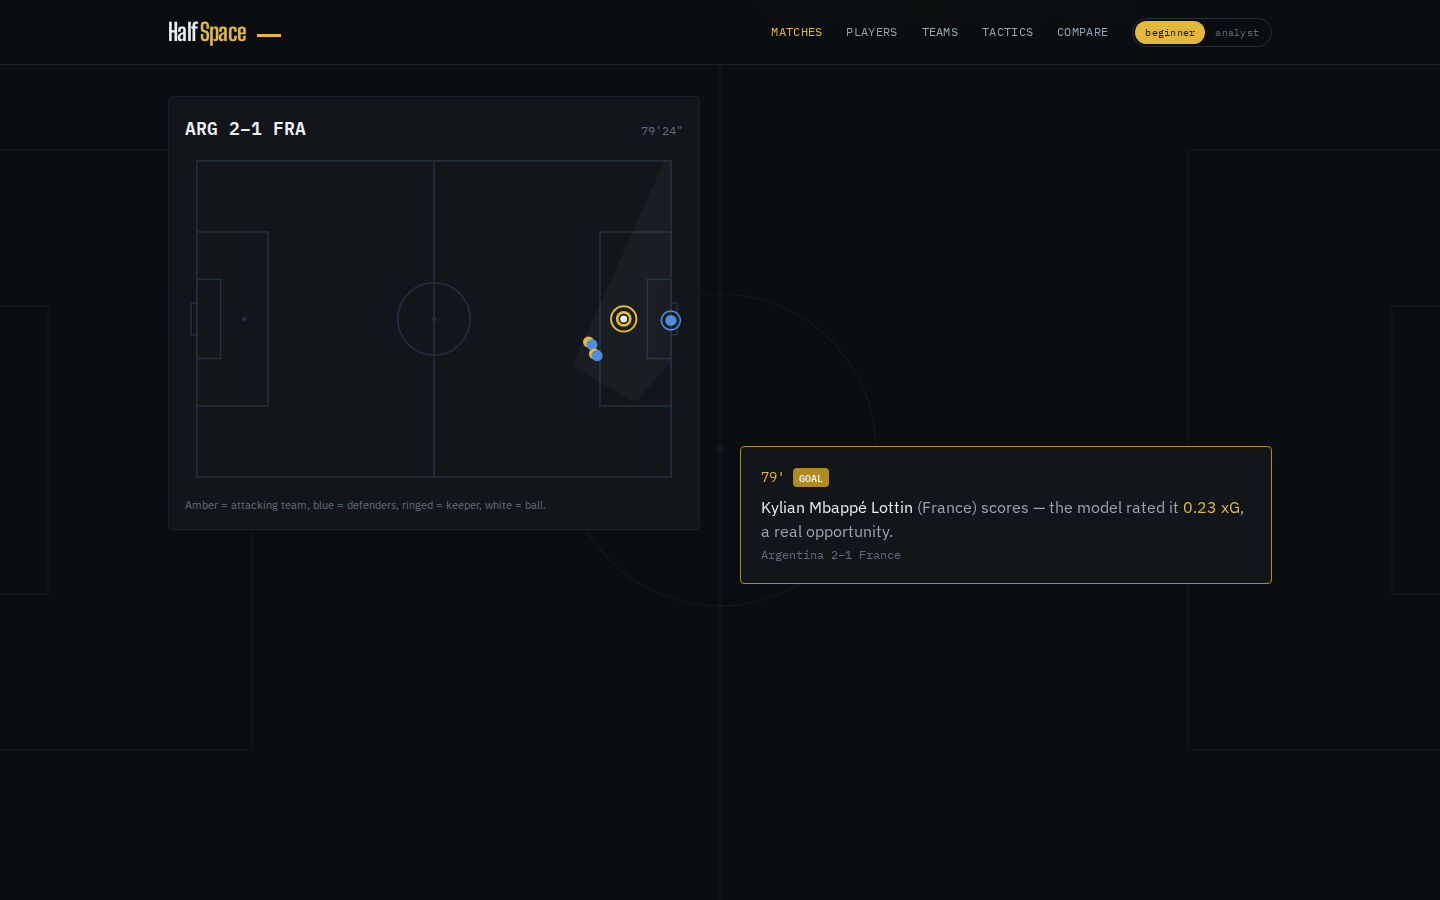 HalfSpace
MATCHES PLAYERS TEAMS TACTICS COMPARE beginner analyst
ARG 2–1 FRA
79'24"
Amber = attacking team, blue = defenders, ringed = keeper, white = ball.
79' GOAL
Kylian Mbappé Lottin (France) scores — the model rated it 0.23 xG,
a real opportunity.
Argentina 2–1 France